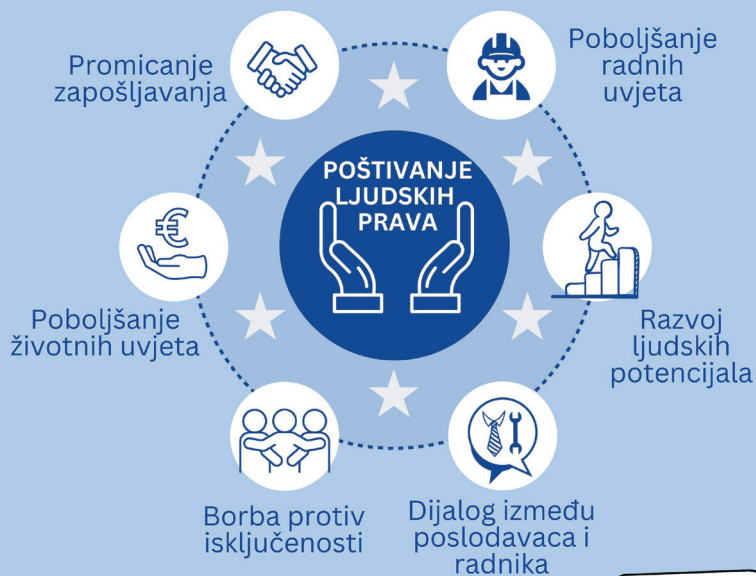 Promicanje
zapošljavanja
Poboljšanje
radnih
uvjeta
POŠTIVANJE
LJUDSKIH
PRAVA
Poboljšanje
životnih uvjeta
Razvoj
ljudskih
potencijala
Borba protiv
isključenosti
Dijalog između
poslodavaca i
radnika